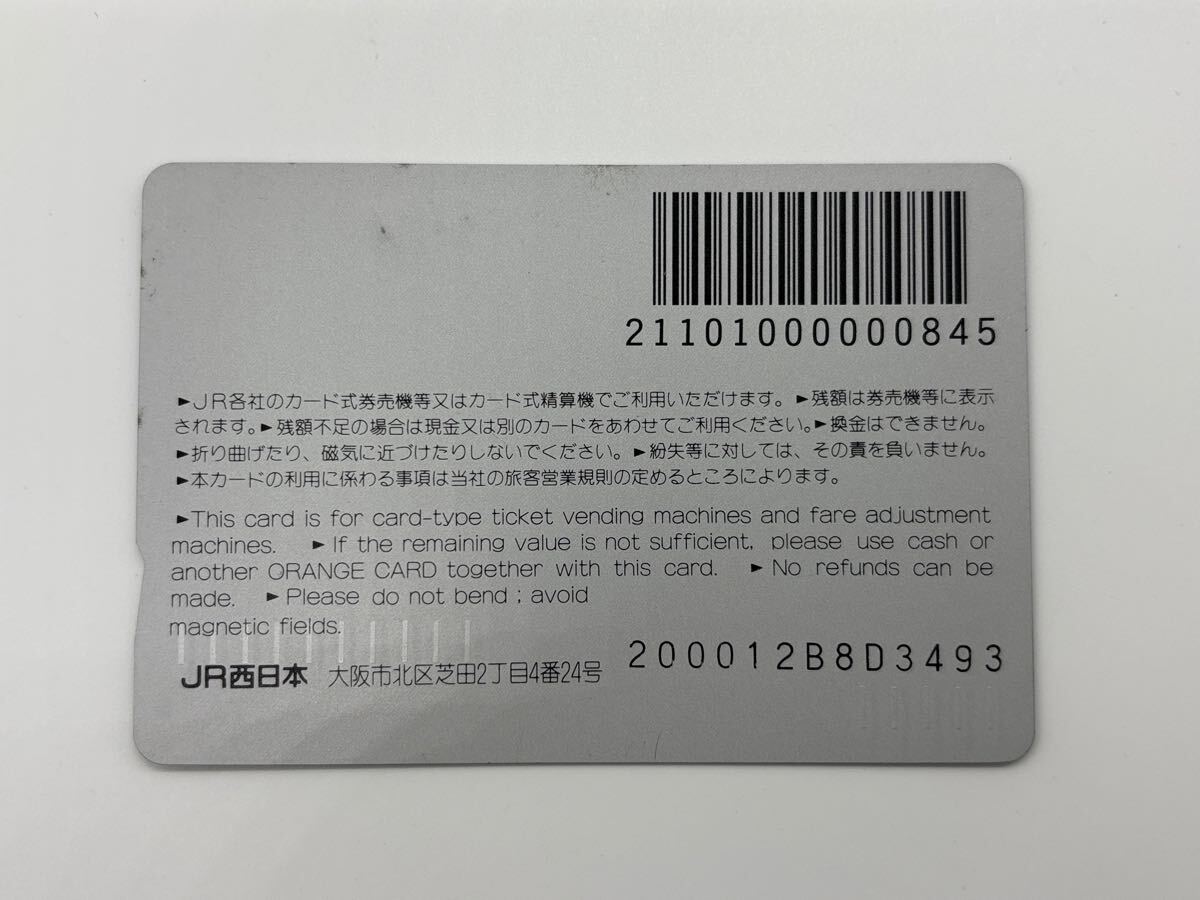 21101000000845
►JR各社のカード式券売機等又はカード式精算機でご利用いただけます。►残額は券売機等に表示
されます。►残額不足の場合は現金又は別のカードをあわせてご利用ください。►換金はできません。
►折り曲げたり、磁気に近づけたりしないでください。►紛失等に対しては、その責を負いません。
►本カードの利用に係わる事項は当社の旅客営業規則の定めるところによります。
►This card is for card-type ticket vending machines and fare adjustment
machines. ►If the remaining value is not sufficient, please use cash or
another ORANGE CARD together with this card. ►No refunds can be
made. ►Please do not bend ; avoid
magnetic fields.
JR西日本 大阪市北区芝田2丁目4番24号
200012B8D3493